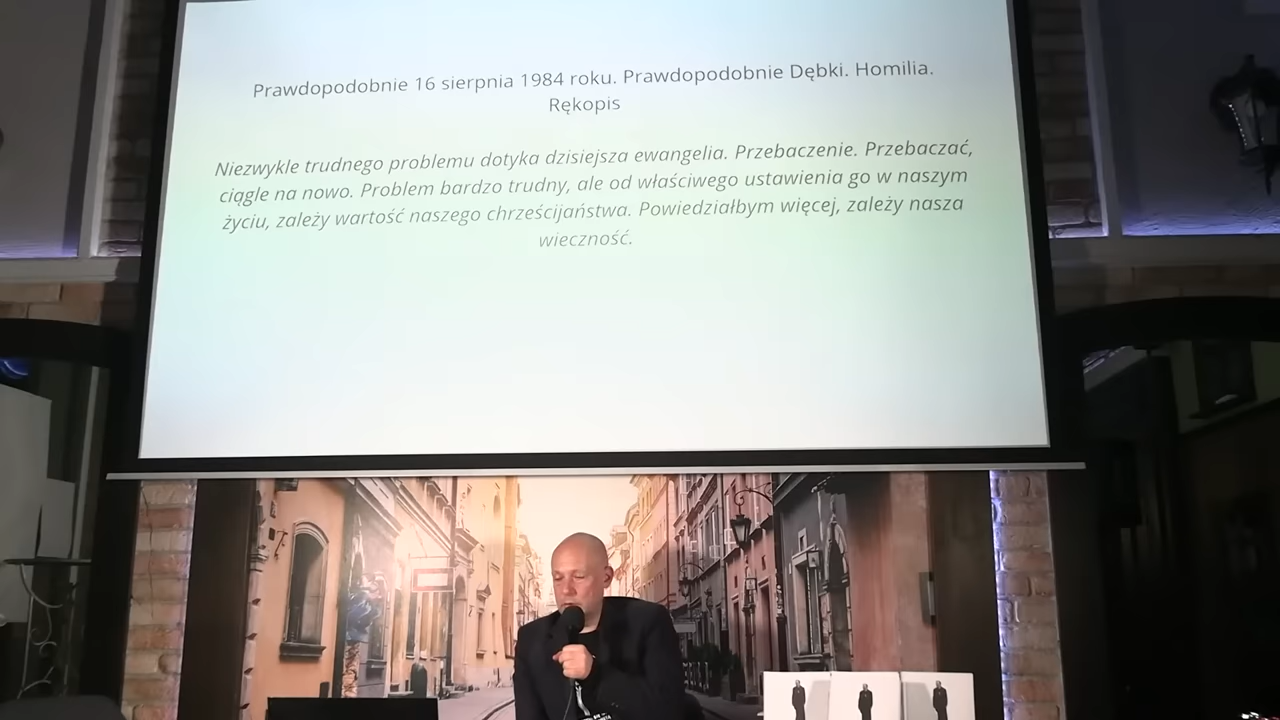 Prawdopodobnie 16 sierpnia 1984 roku. Prawdopodobnie Dębki. Homilia.
Rękopis
Niezwykle trudnego problemu dotyka dzisiejsza ewangelia. Przebaczenie. Przebaczać,
ciągle na nowo. Problem bardzo trudny, ale od właściwego ustawienia go w naszym
życiu, zależy wartość naszego chrześcijaństwa. Powiedziałbym więcej, zależy nasza
wieczność.